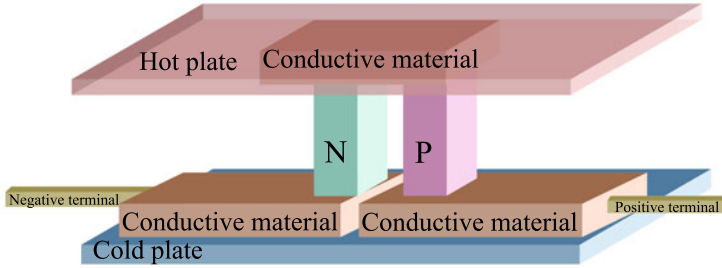 Hot plate
Conductive material
N
P
Negative terminal
Conductive material
Conductive material
Positive terminal
Cold plate